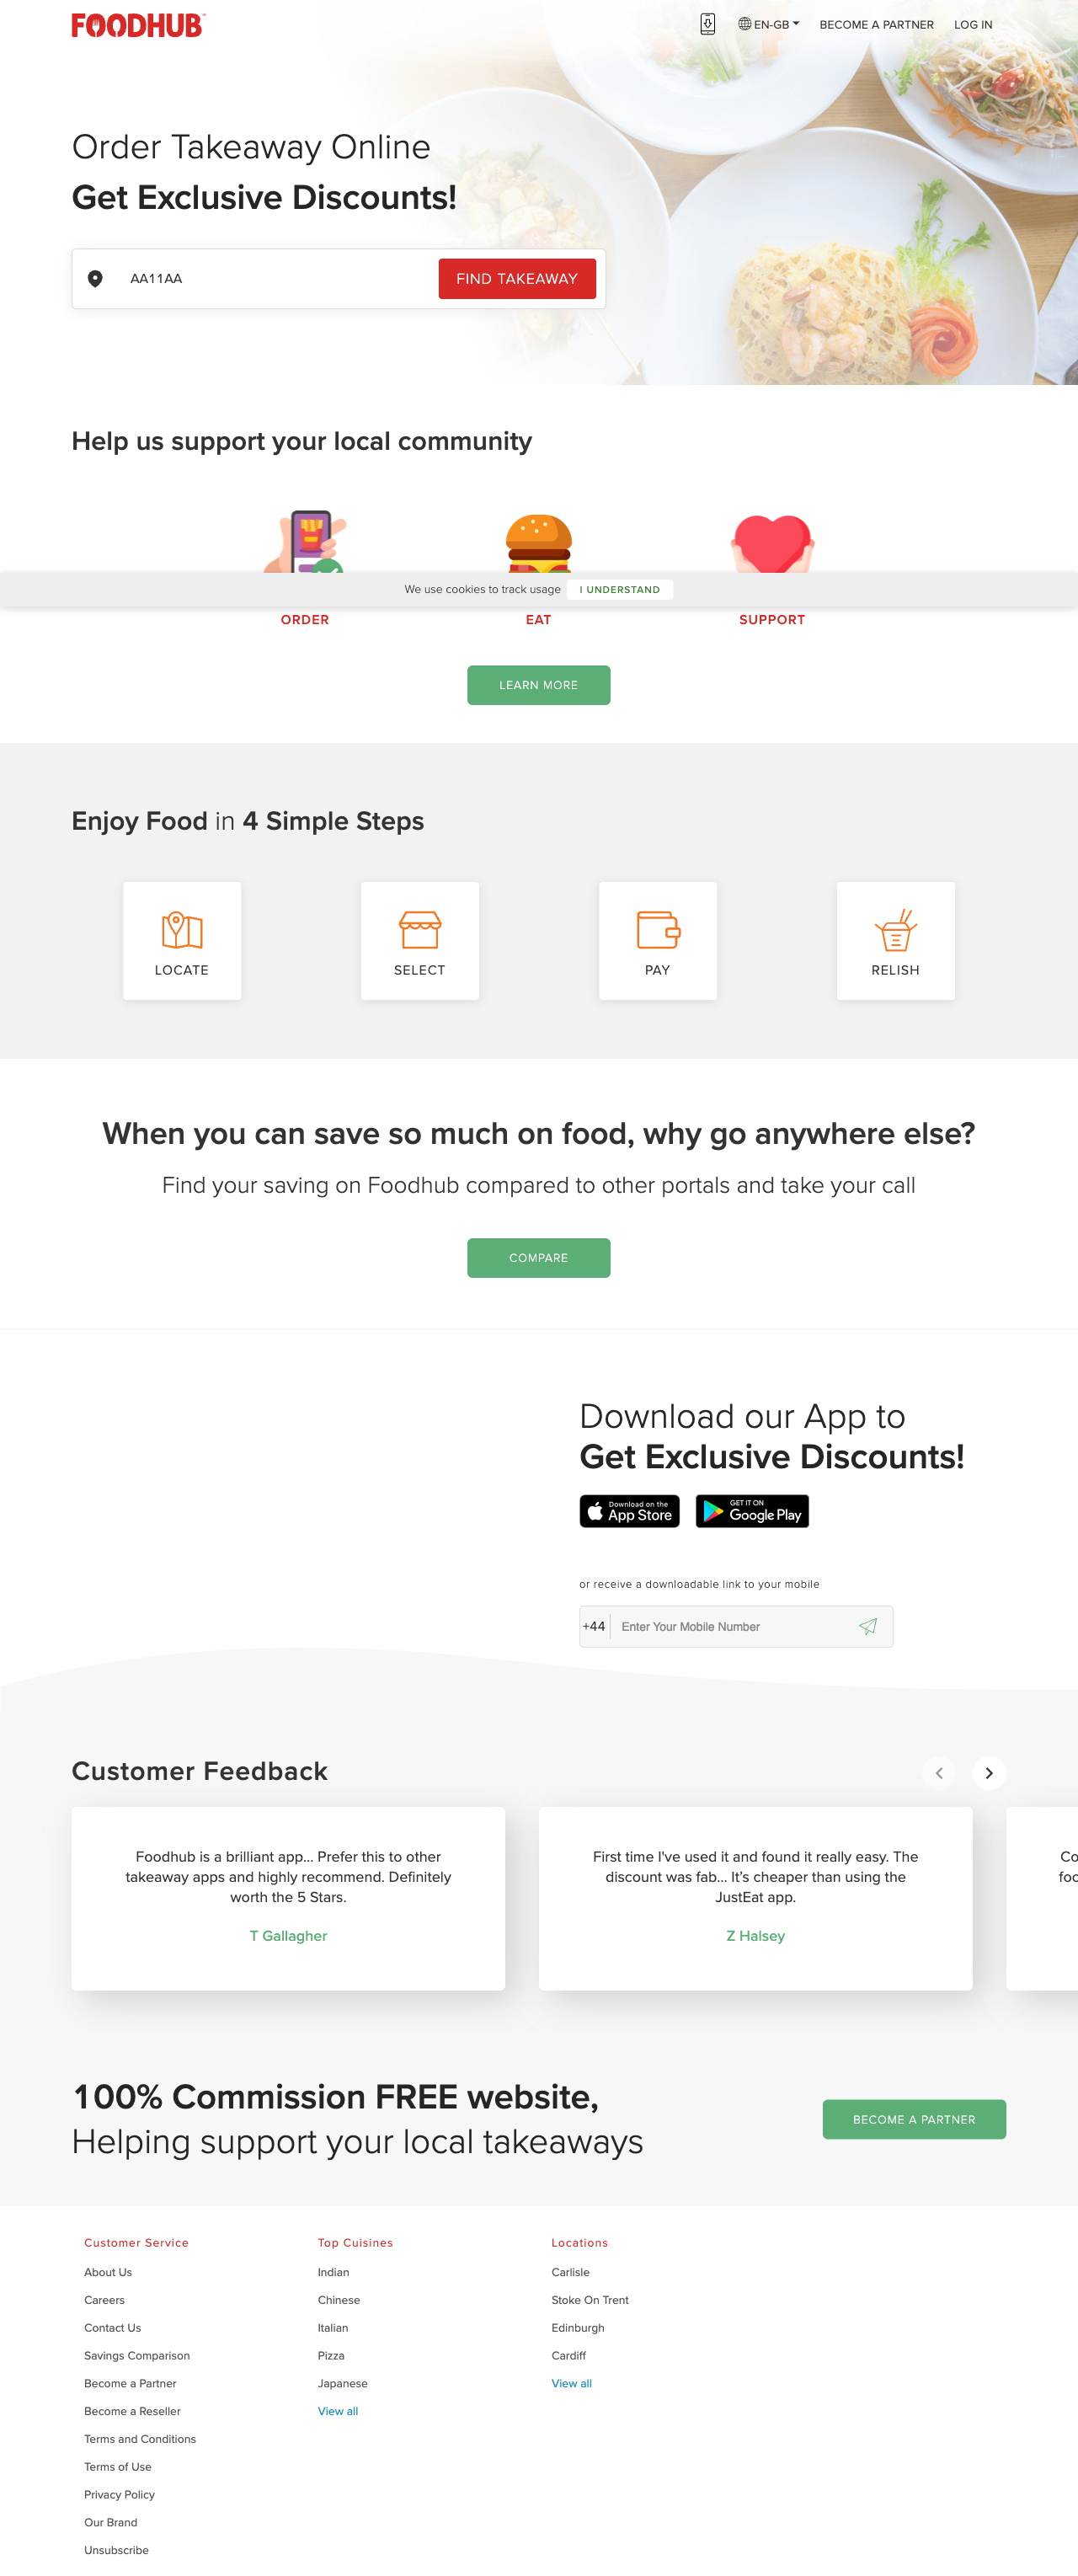 FOODHUB
EN-GB
BECOME A PARTNER
LOG IN
Order Takeaway Online
Get Exclusive Discounts!
AA11AA
FIND TAKEAWAY
Help us support your local community
We use cookies to track usage
I UNDERSTAND
ORDER
EAT
SUPPORT
LEARN MORE
Enjoy Food in 4 Simple Steps
LOCATE
SELECT
PAY
RELISH
When you can save so much on food, why go anywhere else?
Find your saving on Foodhub compared to other portals and take your call
COMPARE
Download our App to
Get Exclusive Discounts!
Download on the
App Store
GET IT ON
Google Play
or receive a downloadable link to your mobile
+44
Enter Your Mobile Number
Customer Feedback
Foodhub is a brilliant app... Prefer this to other
takeaway apps and highly recommend. Definitely
worth the 5 Stars.
T Gallagher
First time I've used it and found it really easy. The
discount was fab... It's cheaper than using the
JustEat app.
Z Halsey
Co
foo
100% Commission FREE website,
Helping support your local takeaways
BECOME A PARTNER
Customer Service
About Us
Careers
Contact Us
Savings Comparison
Become a Partner
Become a Reseller
Terms and Conditions
Terms of Use
Privacy Policy
Our Brand
Unsubscribe
Top Cuisines
Indian
Chinese
Italian
Pizza
Japanese
View all
Locations
Carlisle
Stoke On Trent
Edinburgh
Cardiff
View all